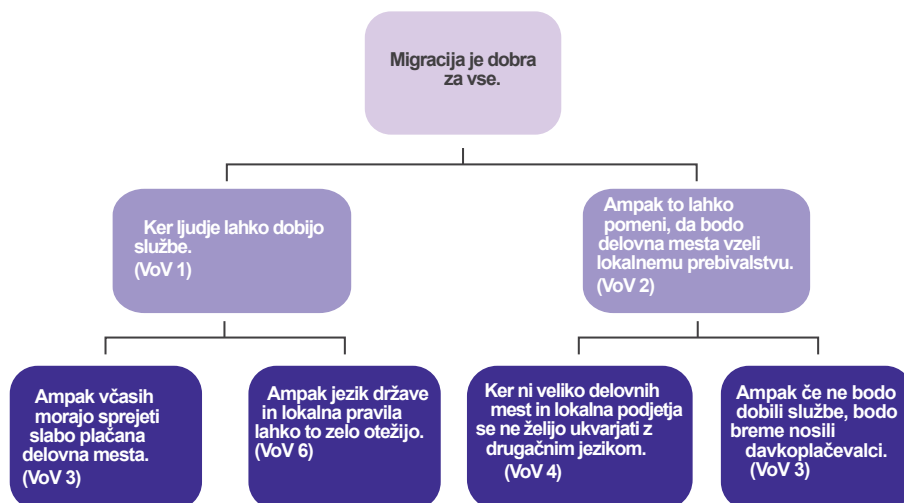 Migracija je dobra
za vse.
Ker ljudje lahko dobijo
službe.
(VoV 1)
Ampak to lahko
pomeni, da bodo
delovna mesta vzeli
lokalnemu prebivalstvu.
(VoV 2)
Ampak včasih
morajo sprejeti
slabo plačana
delovna mesta.
(VoV 3)
Ampak jezik države
in lokalna pravila
lahko to zelo otežijo.
(VoV 6)
Ker ni veliko delovnih
mest in lokalna podjetja
se ne želijo ukvarjati z
drugačnim jezikom.
(VoV 4)
Ampak če ne bodo
dobili službe, bodo
breme nosili
davkoplačevalci.
(VoV 3)